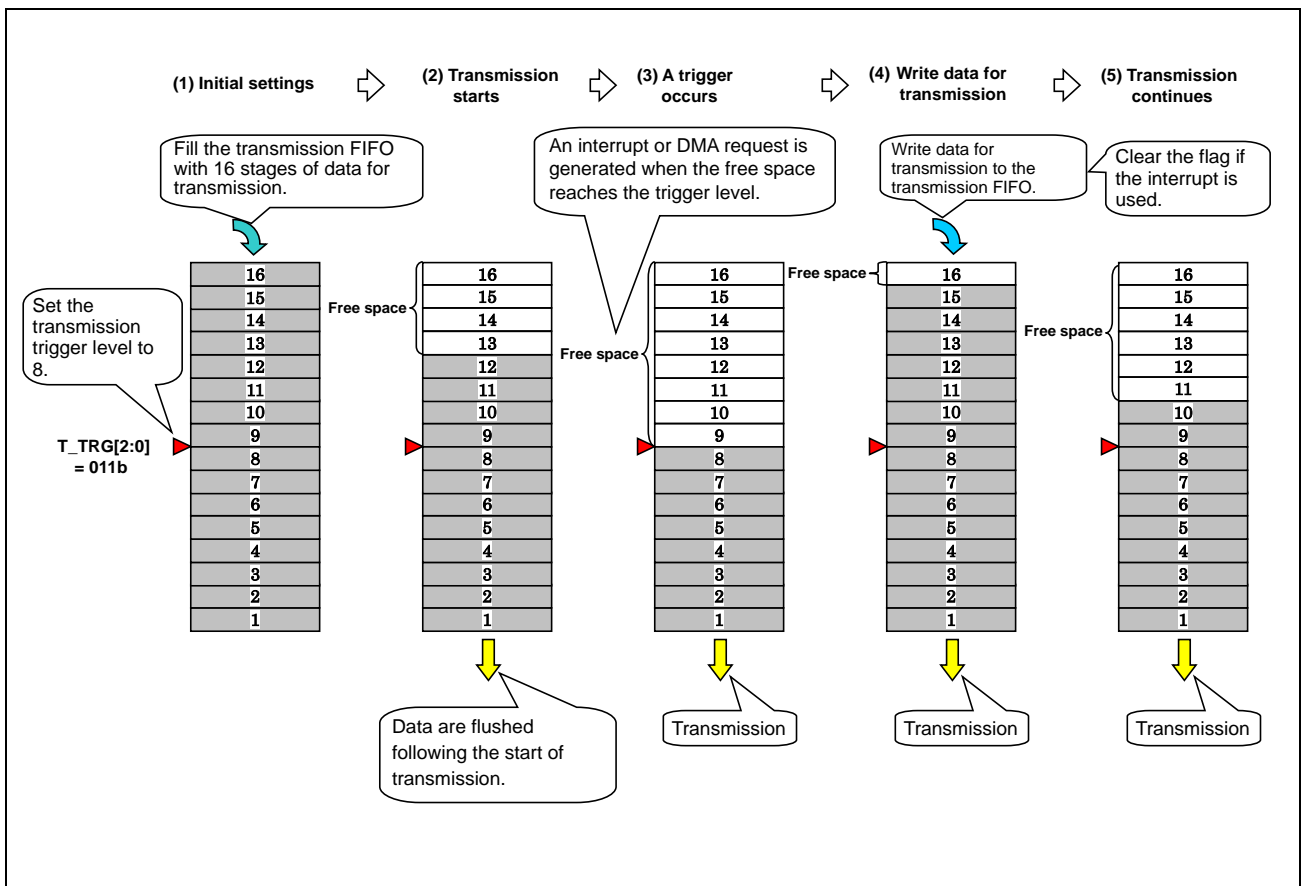 (1) Initial settings
(2) Transmission
starts
(3) A trigger
occurs
(4) Write data for
transmission
(5) Transmission
continues
Fill the transmission FIFO
with 16 stages of data for
transmission.
An interrupt or DMA request is
generated when the free space
reaches the trigger level.
Write data for
transmission to the
transmission FIFO.
Clear the flag if
the interrupt is
used.
Set the
transmission
trigger level to
8.
T_TRG[2:0]
= 011b
16
15
14
13
12
11
10
9
8
7
6
5
4
3
2
1
Free space
16
15
14
13
12
11
10
9
8
7
6
5
4
3
2
1
Free space
16
15
14
13
12
11
10
9
8
7
6
5
4
3
2
1
Free space
16
15
14
13
12
11
10
9
8
7
6
5
4
3
2
1
Free space
16
15
14
13
12
11
10
9
8
7
6
5
4
3
2
1
Data are flushed
following the start of
transmission.
Transmission
Transmission
Transmission